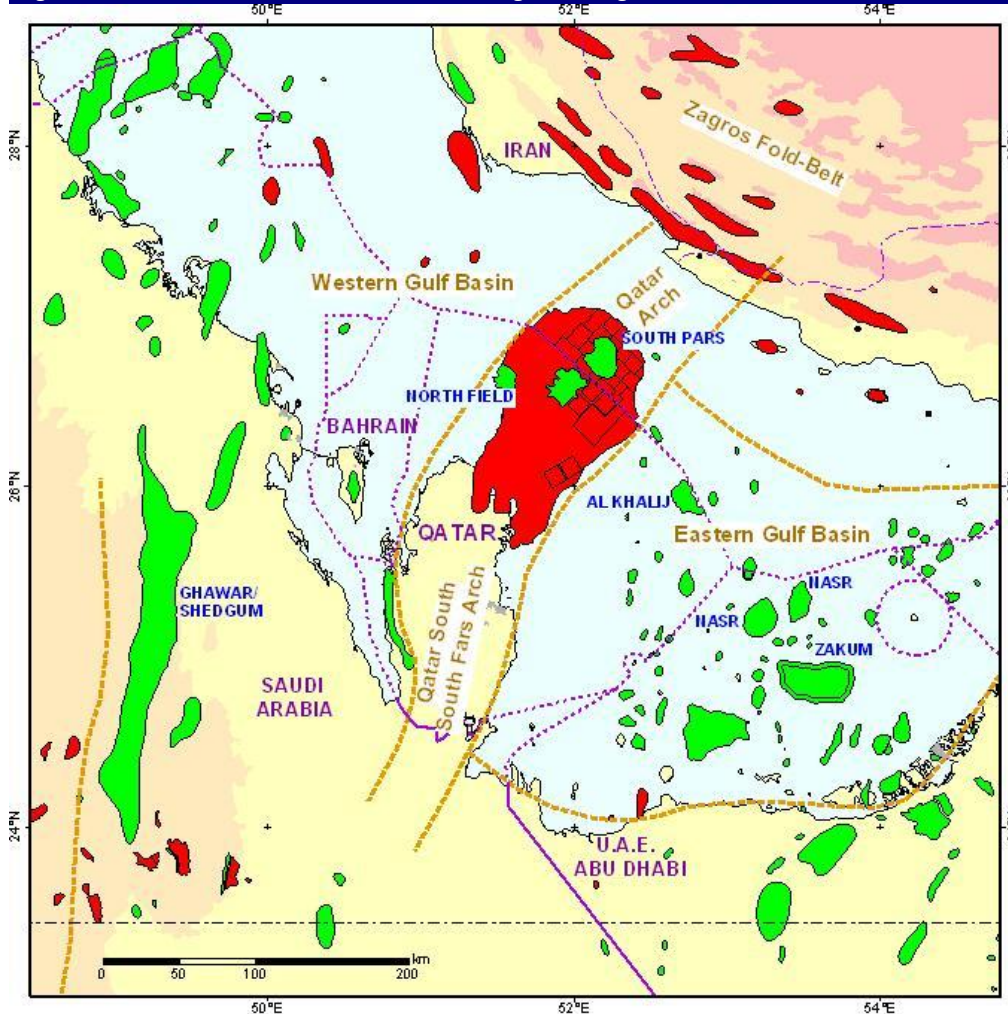 50°E
52°E
54°E
28°N
26°N
24°N
IRAN
Zagros Fold-Belt
Western Gulf Basin
Qatar
Arch
SOUTH PARS
NORTH FIELD
BAHRAIN
QATAR
AL KHALIJ
Eastern Gulf Basin
GHAWAR/
SHEDGUM
NASR
NASR
ZAKUM
Qatar South
South Fars Arch
SAUDI
ARABIA
U.A.E.
ABU DHABI
km
0 50 100 200
50°E
52°E
54°E